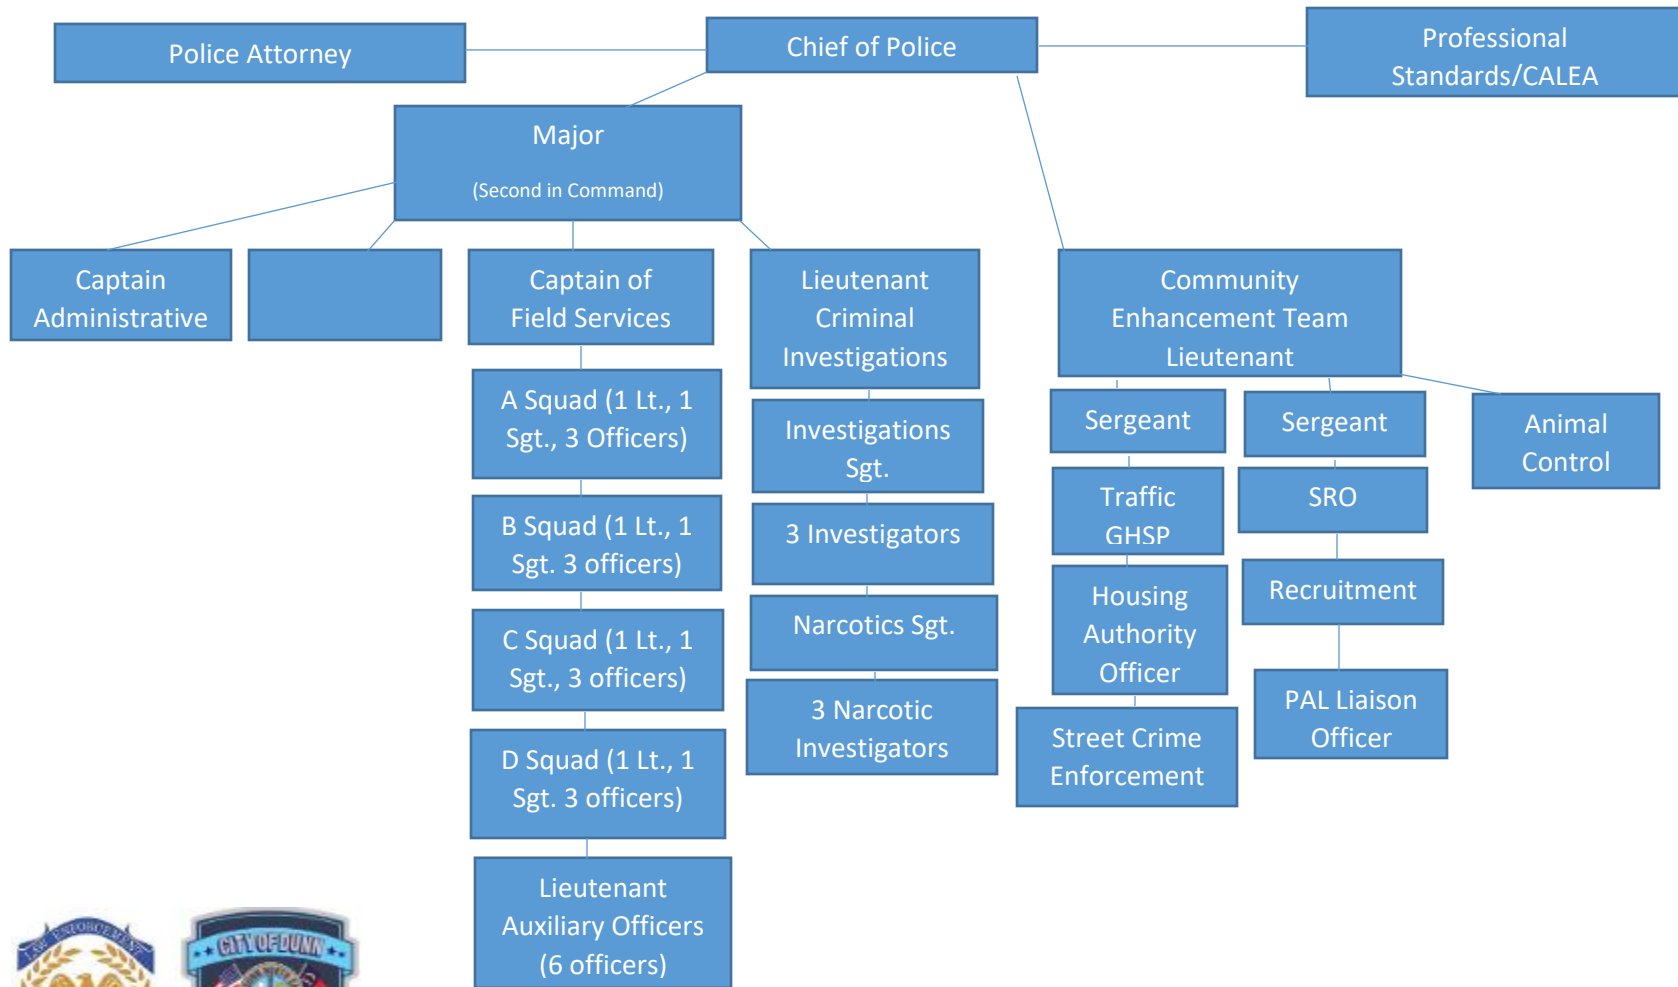 Police Attorney
Chief of Police
Professional
Standards/CALEA
Major
(Second in Command)
Captain
Administrative
Captain of
Field Services
Lieutenant
Criminal
Investigations
Community
Enhancement Team
Lieutenant
A Squad (1 Lt., 1
Sgt., 3 Officers)
B Squad (1 Lt., 1
Sgt. 3 officers)
C Squad (1 Lt., 1
Sgt., 3 officers)
D Squad (1 Lt., 1
Sgt. 3 officers)
Lieutenant
Auxiliary Officers
(6 officers)
Investigations
Sgt.
3 Investigators
Narcotics Sgt.
3 Narcotic
Investigators
Sergeant
Traffic
GHSP
Housing
Authority
Officer
Street Crime
Enforcement
Sergeant
SRO
Recruitment
PAL Liaison
Officer
Animal
Control
LAW ENFORCEMENT
CITY OF DUNN